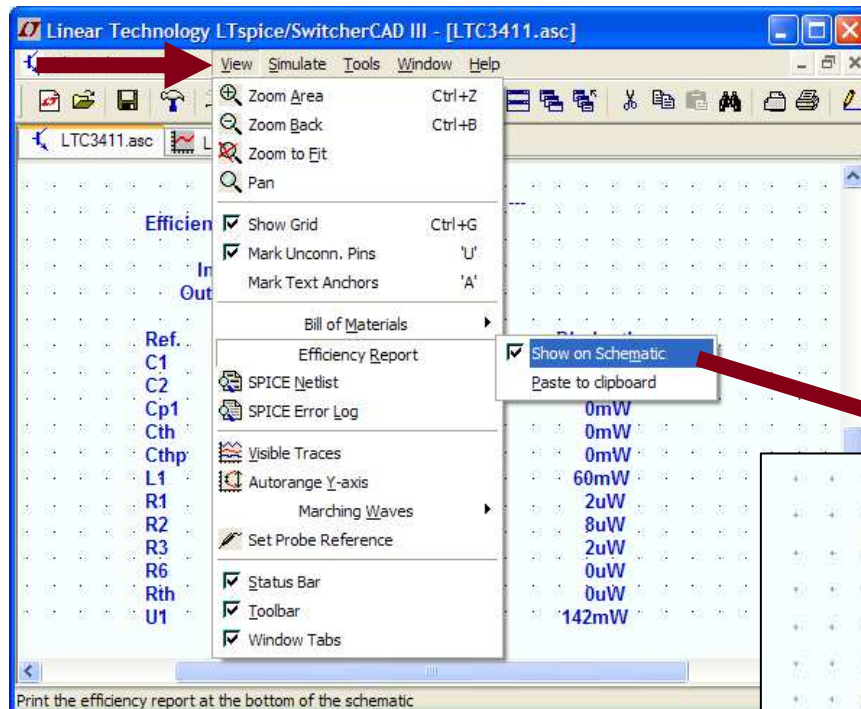 Linear Technology LTspice/SwitcherCAD III - [LTC3411.asc]
View Simulate Tools Window Help
LTC3411.asc L
Zoom Area Ctrl+Z
Zoom Back Ctrl+B
Zoom to Fit
Pan
Show Grid Ctrl+G
Mark Unconn. Pins 'U'
Mark Text Anchors 'A'
Bill of Materials
Efficiency Report
SPICE Netlist
SPICE Error Log
Visible Traces
Autorange Y-axis
Marching Waves
Set Probe Reference
Status Bar
Toolbar
Window Tabs
Show on Schematic
Paste to clipboard
Efficien
---
In
Out
Ref.
C1
C2
Cp1 0mW
Cth 0mW
Cthp 0mW
L1 60mW
R1 2uW
R2 8uW
R3 2uW
R6 0uW
Rth 0uW
U1 142mW
Print the efficiency report at the bottom of the schematic